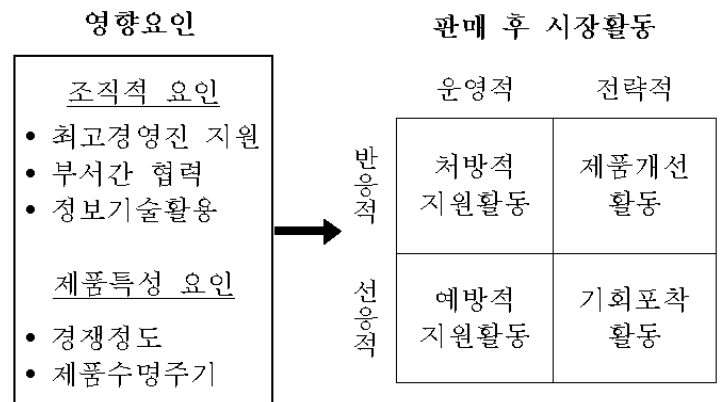 영향요인
조직적 요인
• 최고경영진 지원
• 부서간 협력
• 정보기술활용
제품특성 요인
• 경쟁정도
• 제품수명주기
판매 후 시장활동
운영적 전략적
반응적
처방적
지원활동
제품개선
활동
선응적
예방적
지원활동
기회포착
활동